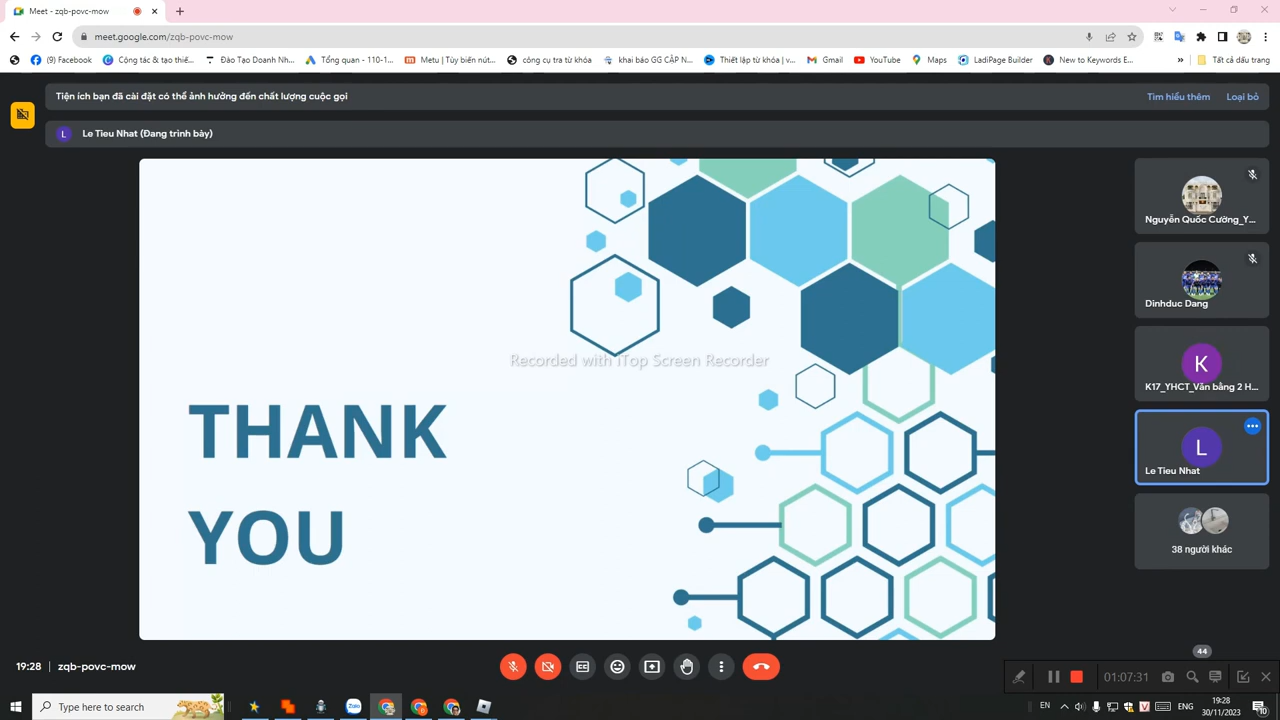 Meet - zqb-povc-mow
meet.google.com/zqb-povc-mow
(9) Facebook
Công tác & tạo thiế...
Đào Tạo Doanh Nh...
Tổng quan - 110-1...
Metu | Tùy biến nút...
công cụ tra từ khóa
khai báo GG CẬP N...
Thiết lập từ khóa | v...
Gmail
YouTube
Maps
LadiPage Builder
New to Keywords E...
Tất cả dấu trang
Tiện ích bạn đã cài đặt có thể ảnh hưởng đến chất lượng cuộc gọi
Tìm hiểu thêm
Loại bỏ
L
Le Tieu Nhat (Đang trình bày)
Nguyễn Quốc Cường_Y...
Dinhduc Dang
K
K17_YHCT_Văn bằng 2 H...
L
Le Tieu Nhat
38 người khác
Recorded with iTop Screen Recorder
THANK
YOU
44
19:28
zqb-povc-mow
01:07:31
Type here to search
Zalo
EN
V
ENG
19:28
30/11/2023
10